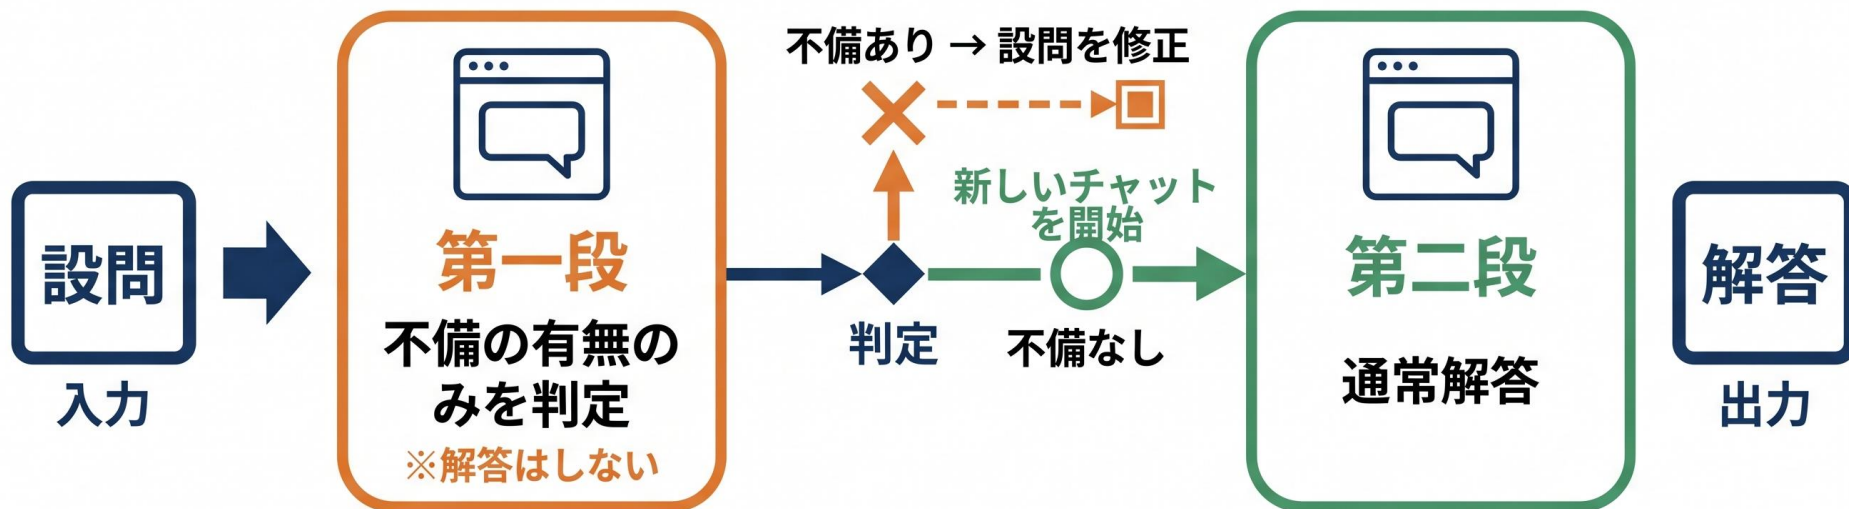 設問
入力
第一段
不備の有無の
みを判定
※解答はしない
不備あり → 設問を修正
新しいチャット
を開始
判定
不備なし
第二段
通常解答
解答
出力